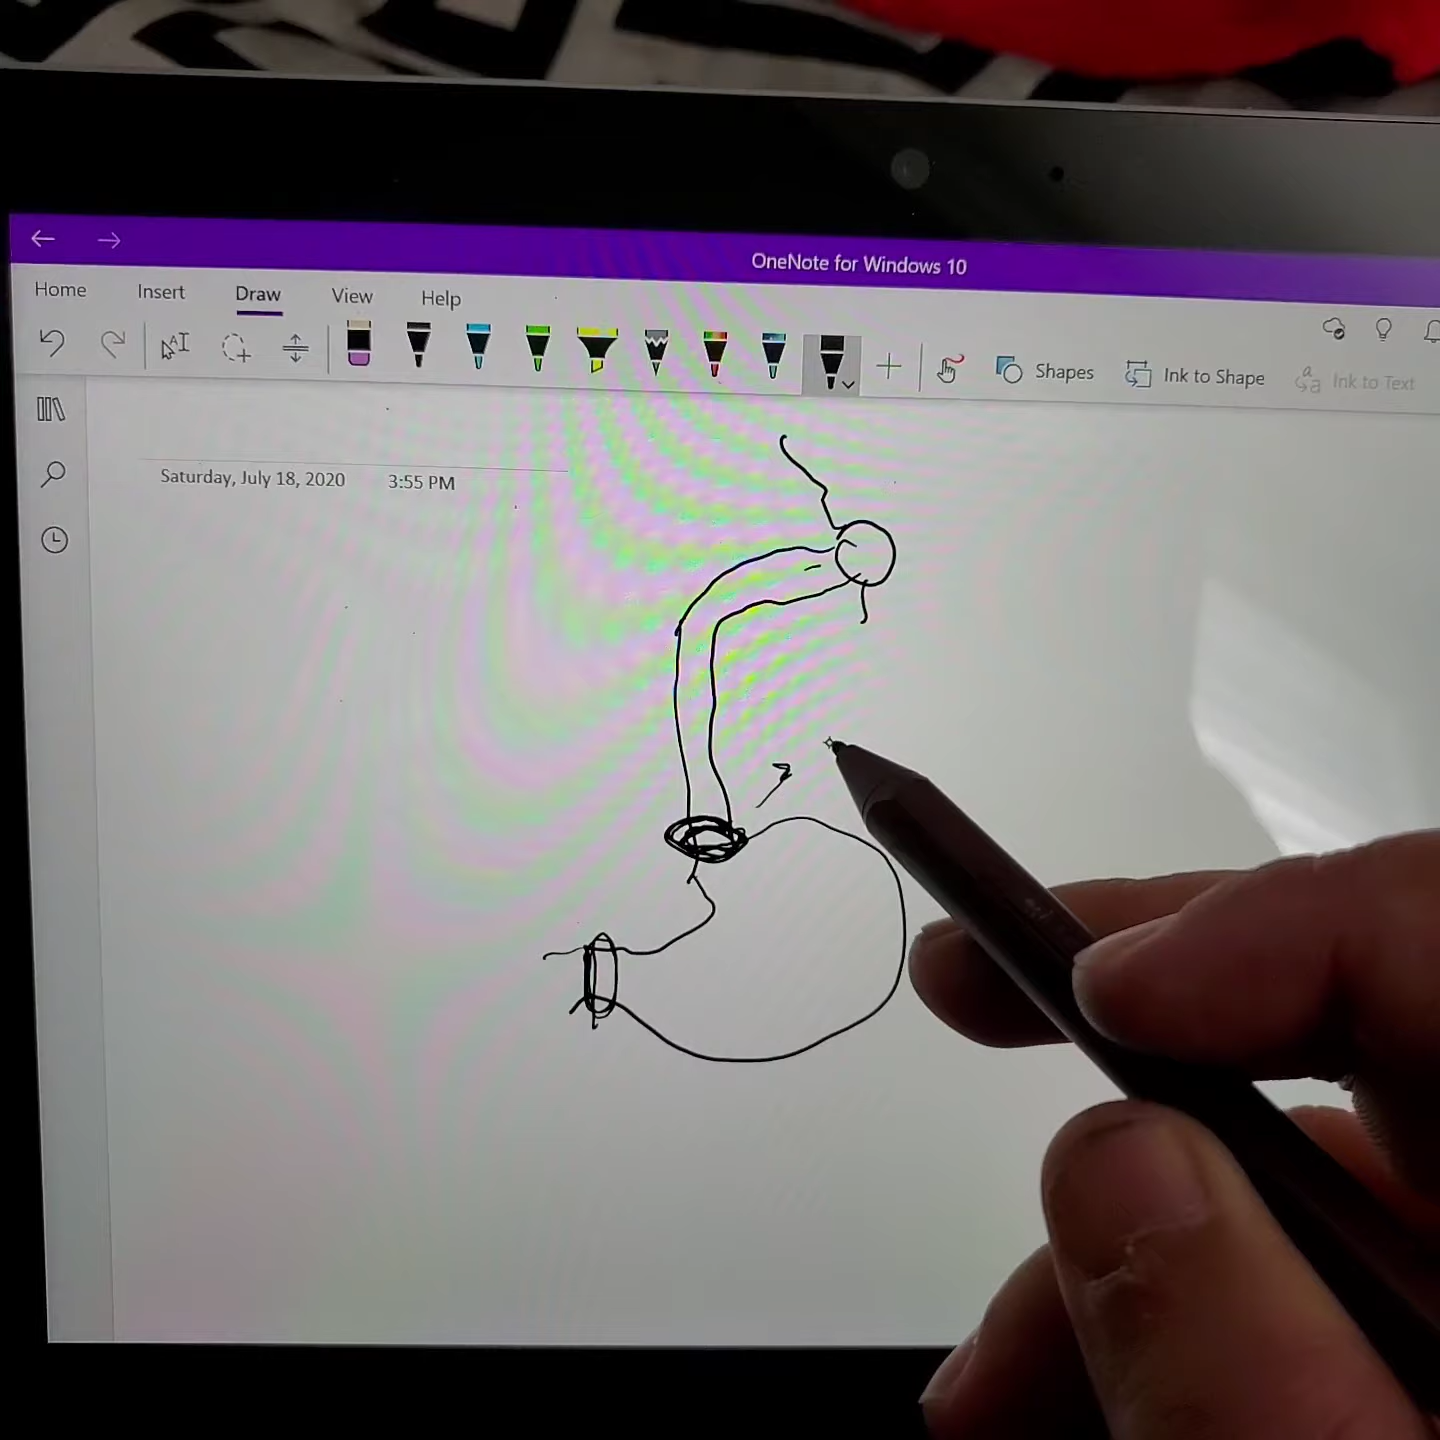 OneNote for Windows 10
Home Insert Draw View Help
Shapes Ink to Shape Ink to Text
Saturday, July 18, 2020 3:55 PM